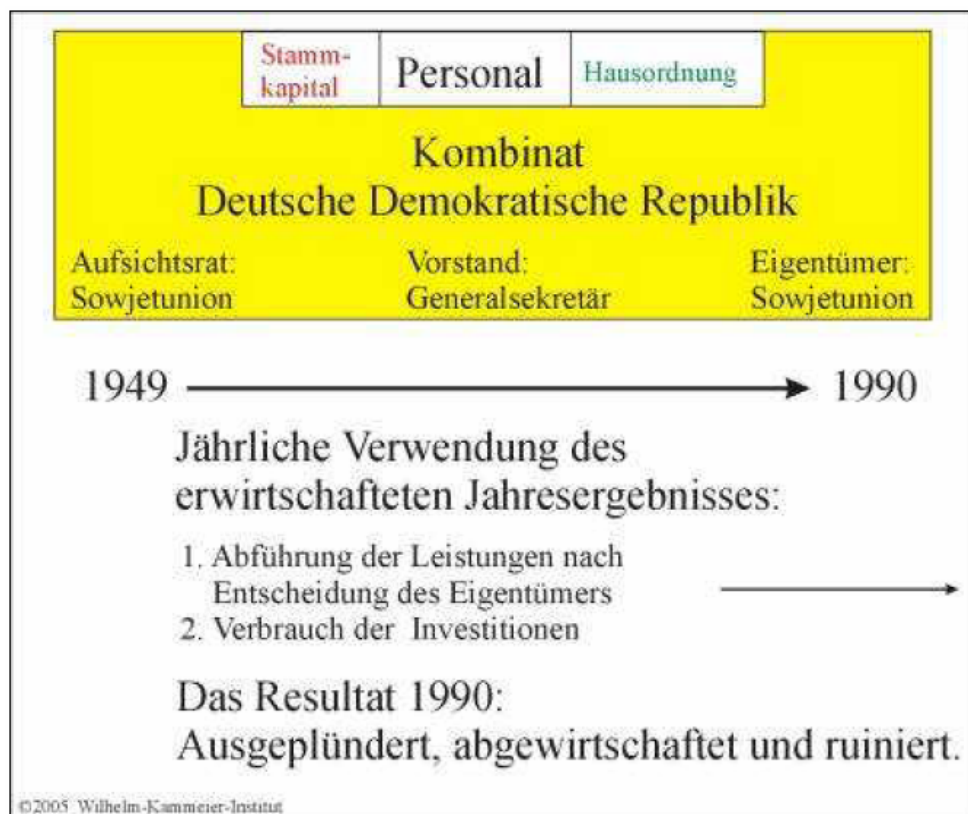 Stamm-
kapital
Personal
Hausordnung
Kombinat
Deutsche Demokratische Republik
Aufsichtsrat:
Sowjetunion
Vorstand:
Generalsekretär
Eigentümer:
Sowjetunion
1949
1990
Jährliche Verwendung des
erwirtschafteten Jahresergebnisses:
1. Abführung der Leistungen nach
Entscheidung des Eigentümers
2. Verbrauch der Investitionen
Das Resultat 1990:
Ausgeplündert, abgewirtschaftet und ruiniert.
©2005 Wilhelm-Kammeier-Institut